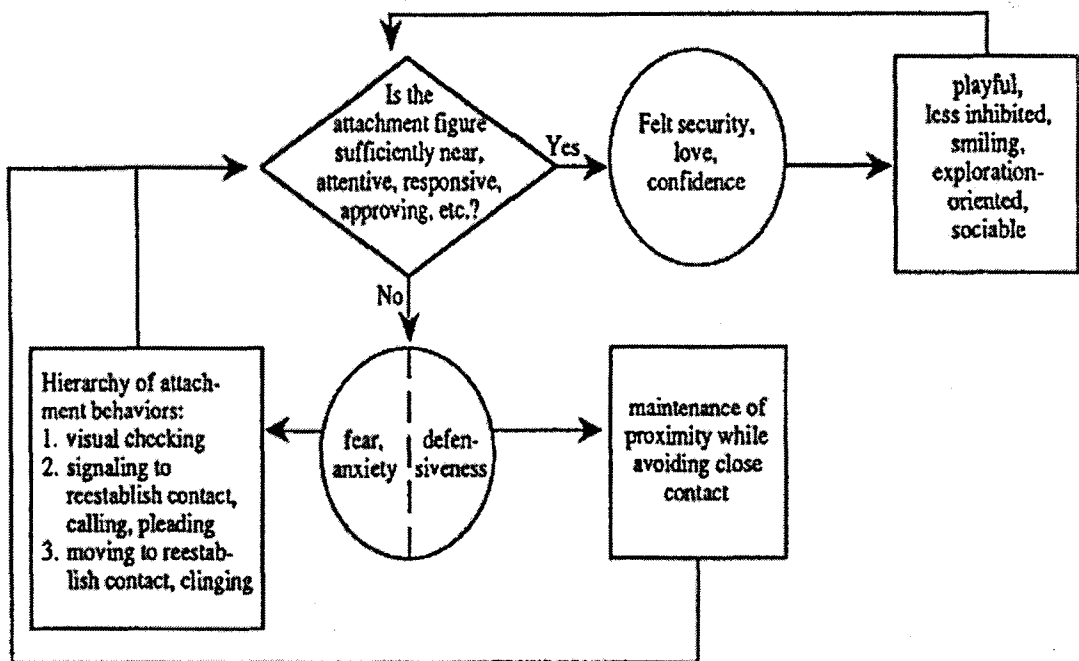 Is the
attachment figure
sufficiently near,
attentive, responsive,
approving, etc.?
Yes
Felt security,
love,
confidence
playful,
less inhibited,
smiling,
exploration-
oriented,
sociable
No
Hierarchy of attach-
ment behaviors:
1. visual checking
2. signaling to
reestablish contact,
calling, pleading
3. moving to reestab-
lish contact, clinging
fear,
anxiety
defen-
siveness
maintenance of
proximity while
avoiding close
contact